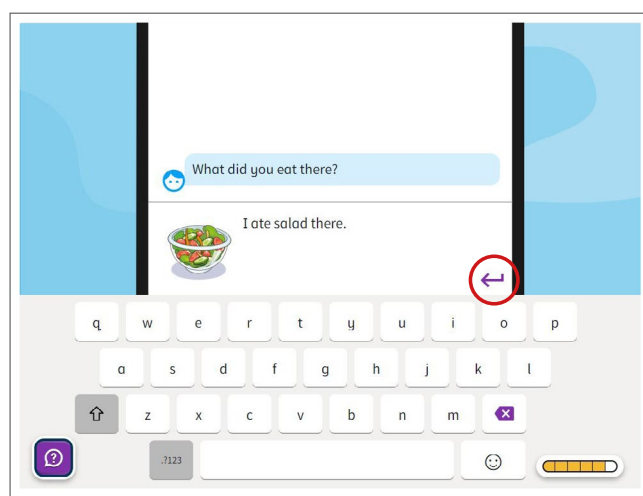 What did you eat there?
I ate salad there.
q w e r t y u i o p
a s d f g h j k l
z x c v b n m
.?123